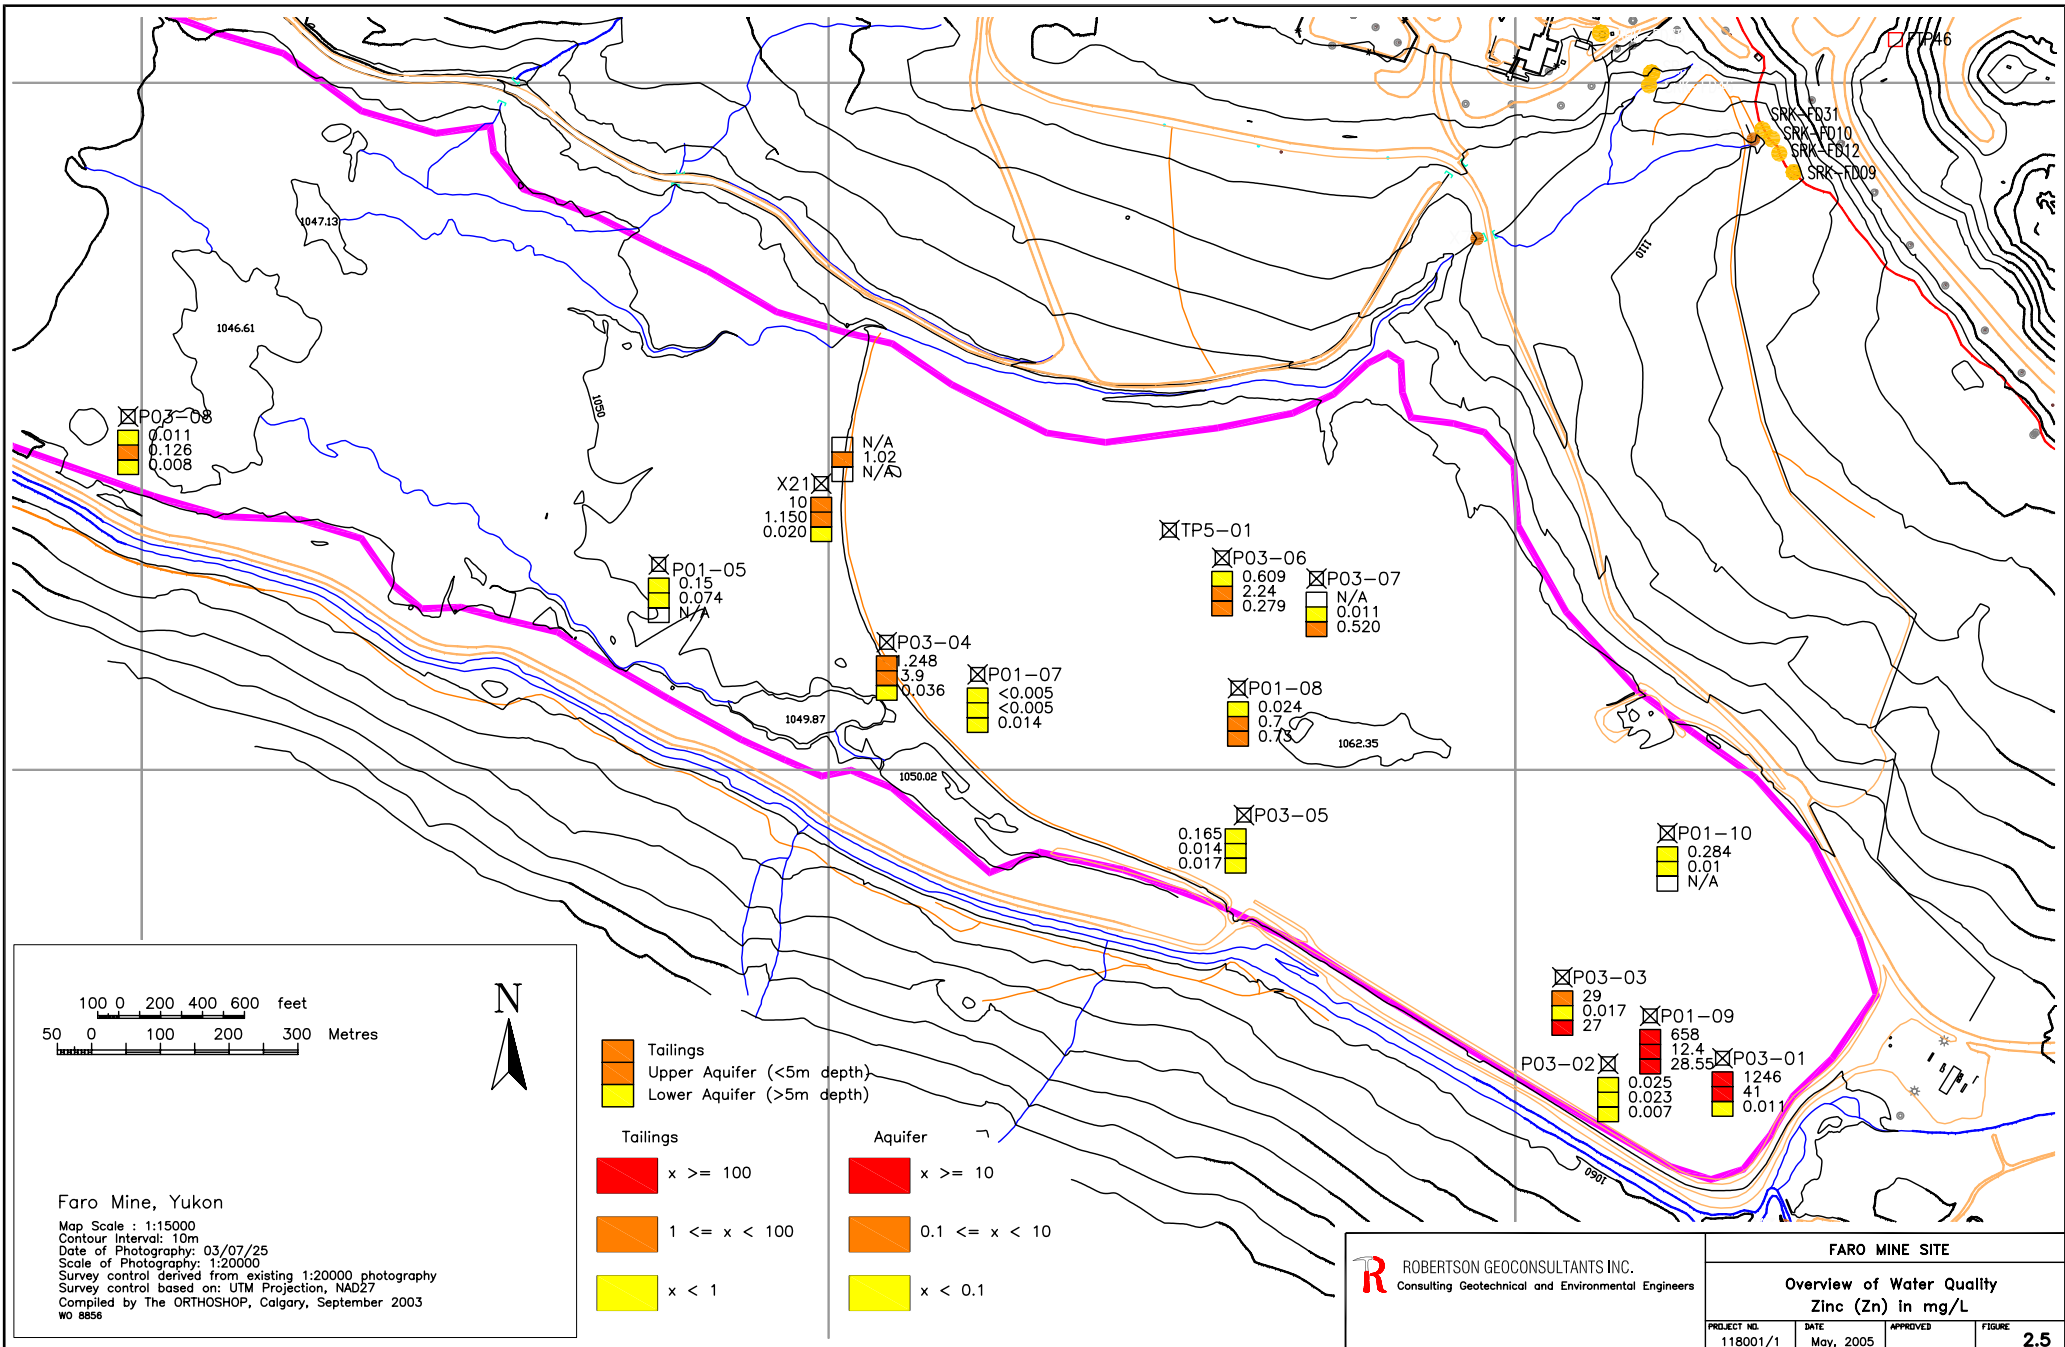 FTP46
SRK-FD31
SRK-FD10
SRK-FD12
SRK-FD09
1110
1047.13
1046.61
1050
P03-08
0.011
0.126
0.008
N/A
1.02
N/A
X21
10
1.150
0.020
TP5-01
P01-05
0.15
0.074
N/A
P03-06
0.609
2.24
0.279
P03-07
N/A
0.011
0.520
P03-04
.248
3.9
0.036
P01-07
<0.005
<0.005
0.014
P01-08
0.024
0.7
0.73
1049.87
1062.35
1050.02
P03-05
0.165
0.014
0.017
P01-10
0.284
0.01
N/A
P03-03
29
0.017
27
P01-09
658
12.4
28.55
P03-02
0.025
0.023
0.007
P03-01
1246
41
0.011
1060
100 0 200 400 600 feet
50 0 100 200 300 Metres
N
Tailings
Upper Aquifer (<5m depth)
Lower Aquifer (>5m depth)
Tailings
x >= 100
1 <= x < 100
x < 1
Aquifer
x >= 10
0.1 <= x < 10
x < 0.1
Faro Mine, Yukon
Map Scale : 1:15000
Contour Interval: 10m
Date of Photography: 03/07/25
Scale of Photography: 1:20000
Survey control derived from existing 1:20000 photography
Survey control based on: UTM Projection, NAD27
Compiled by The ORTHOSHOP, Calgary, September 2003
WO 8856
R
ROBERTSON GEOCONSULTANTS INC.
Consulting Geotechnical and Environmental Engineers
FARO MINE SITE
Overview of Water Quality
Zinc (Zn) in mg/L
PROJECT NO.
118001/1
DATE
May, 2005
APPROVED
FIGURE
2.5